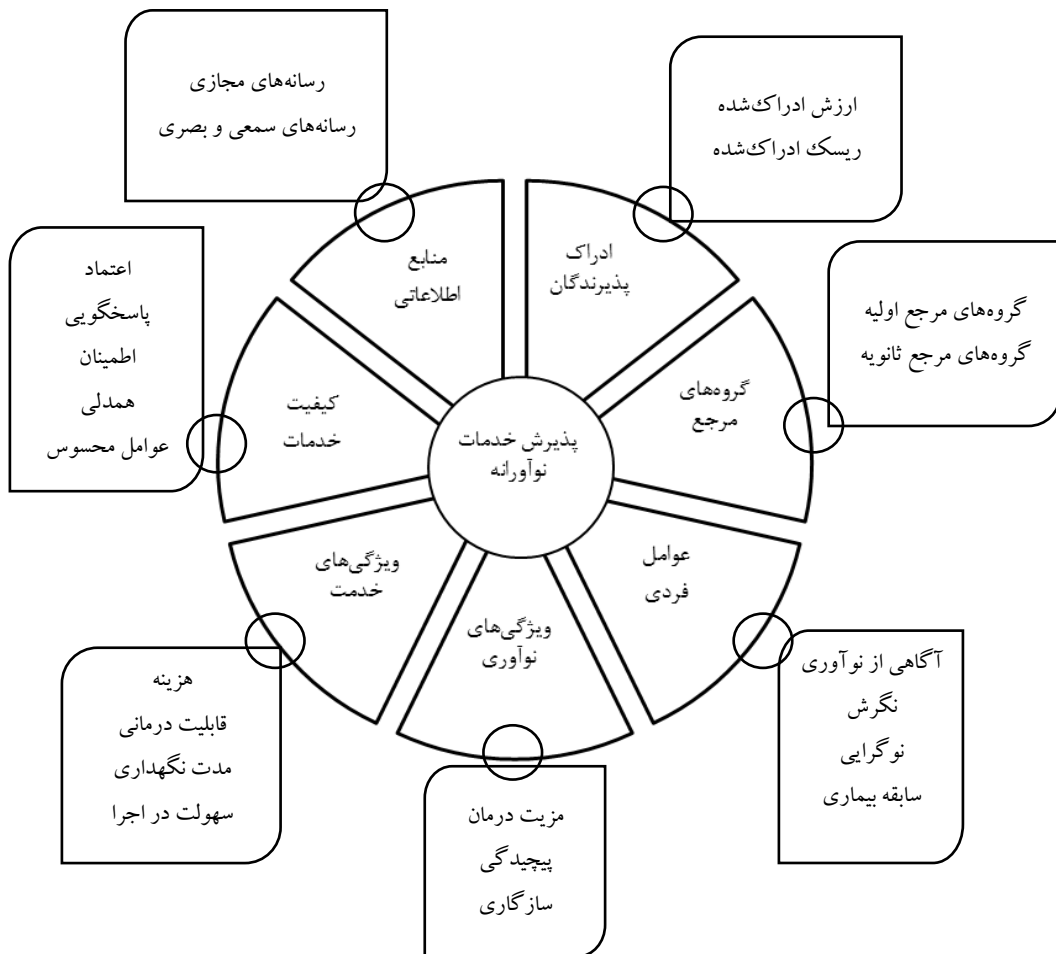 رسانه‌های مجازی
رسانه‌های سمعی و بصری
ارزش ادراک‌شده
ریسک ادراک‌شده
منابع
اطلاعاتی
ادراک
پذیرندگان
اعتماد
پاسخگویی
اطمینان
همدلی
عوامل محسوس
گروه‌های مرجع اولیه
گروه‌های مرجع ثانویه
کیفیت
خدمات
گروه‌های
مرجع
پذیرش خدمات
نوآورانه
ویژگی‌های
خدمت
عوامل
فردی
ویژگی‌های
نوآوری
هزینه
قابلیت درمانی
مدت نگهداری
سهولت در اجرا
آگاهی از نوآوری
نگرش
نوگرایی
سابقه بیماری
مزیت درمان
پیچیدگی
سازگاری